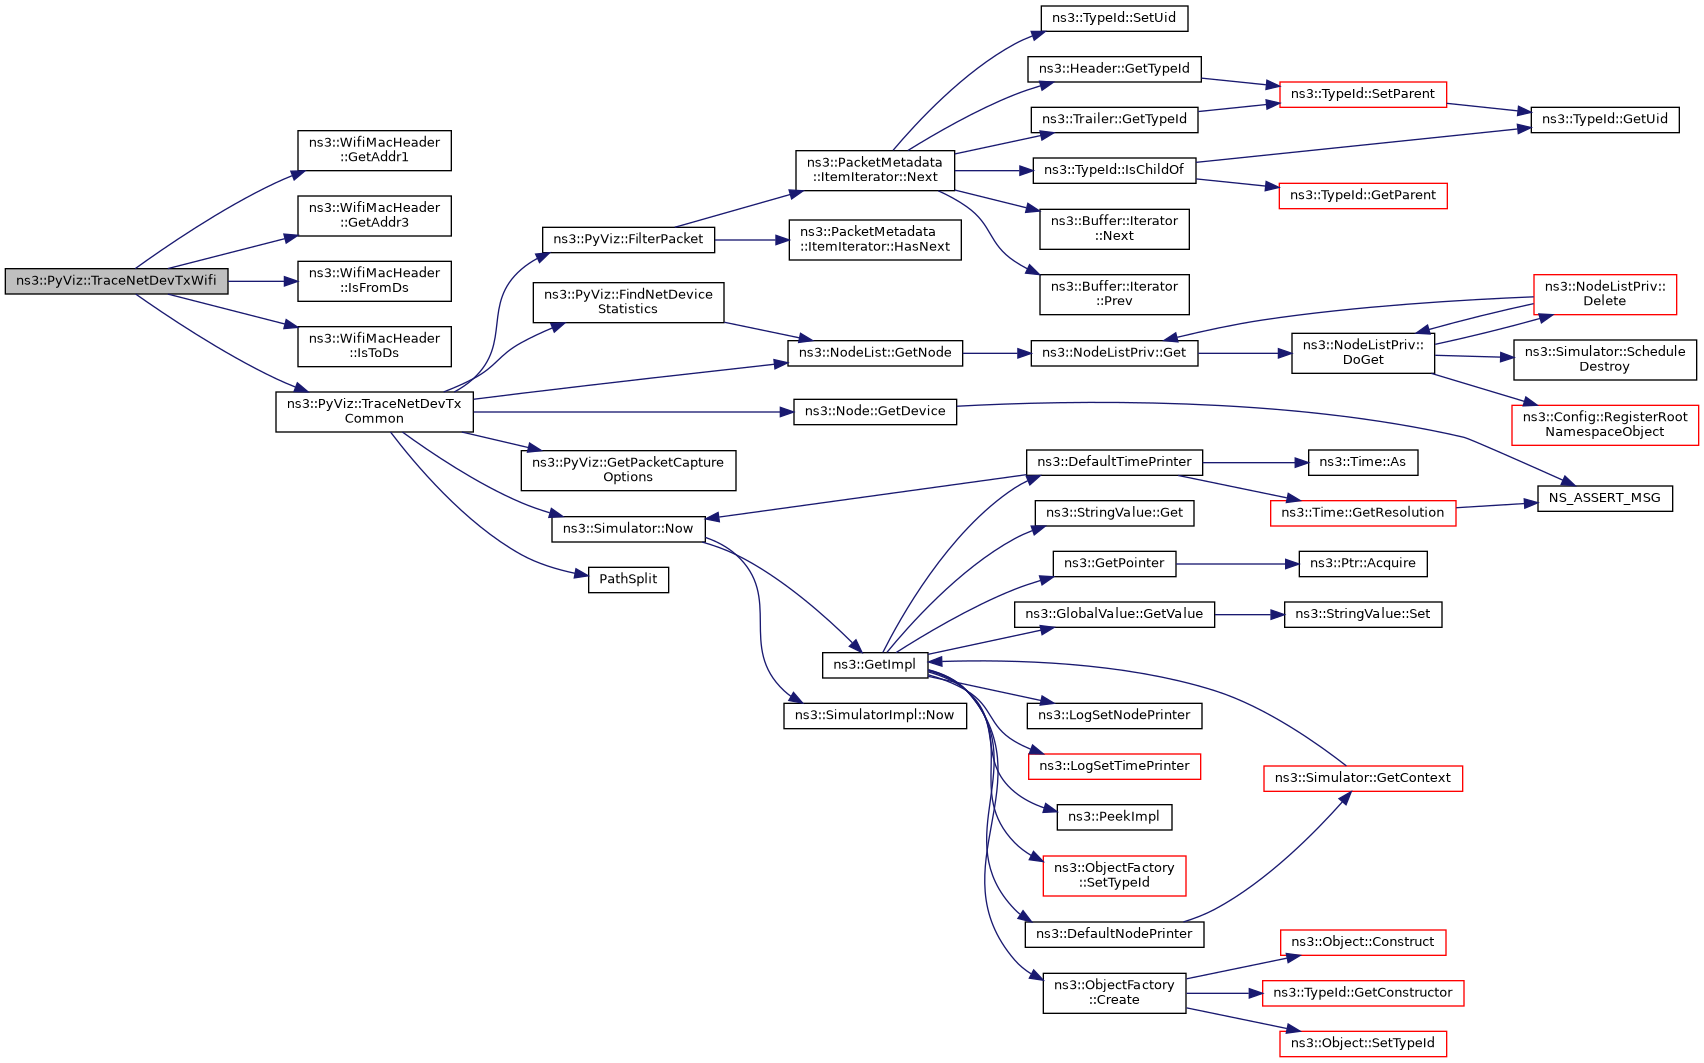 ns3::PyViz::TraceNetDevTxWifi
ns3::WifiMacHeader
::GetAddr1
ns3::WifiMacHeader
::GetAddr3
ns3::WifiMacHeader
::IsFromDs
ns3::WifiMacHeader
::IsToDs
ns3::PyViz::TraceNetDevTx
Common
ns3::PyViz::FilterPacket
ns3::PyViz::FindNetDevice
Statistics
ns3::PyViz::GetPacketCapture
Options
ns3::Simulator::Now
PathSplit
ns3::PacketMetadata
::ItemIterator::Next
ns3::PacketMetadata
::ItemIterator::HasNext
ns3::NodeList::GetNode
ns3::Node::GetDevice
ns3::GetImpl
ns3::SimulatorImpl::Now
ns3::TypeId::SetUid
ns3::Header::GetTypeId
ns3::Trailer::GetTypeId
ns3::TypeId::IsChildOf
ns3::Buffer::Iterator
::Next
ns3::Buffer::Iterator
::Prev
ns3::NodeListPriv::Get
ns3::DefaultTimePrinter
ns3::StringValue::Get
ns3::GetPointer
ns3::GlobalValue::GetValue
ns3::LogSetNodePrinter
ns3::LogSetTimePrinter
ns3::PeekImpl
ns3::ObjectFactory
::SetTypeId
ns3::DefaultNodePrinter
ns3::ObjectFactory
::Create
ns3::TypeId::SetParent
ns3::TypeId::GetParent
ns3::NodeListPriv::
DoGet
ns3::Time::As
ns3::Time::GetResolution
ns3::Ptr::Acquire
ns3::StringValue::Set
ns3::Simulator::GetContext
ns3::Object::Construct
ns3::TypeId::GetConstructor
ns3::Object::SetTypeId
ns3::TypeId::GetUid
ns3::NodeListPriv::
Delete
ns3::Simulator::Schedule
Destroy
ns3::Config::RegisterRoot
NamespaceObject
NS_ASSERT_MSG